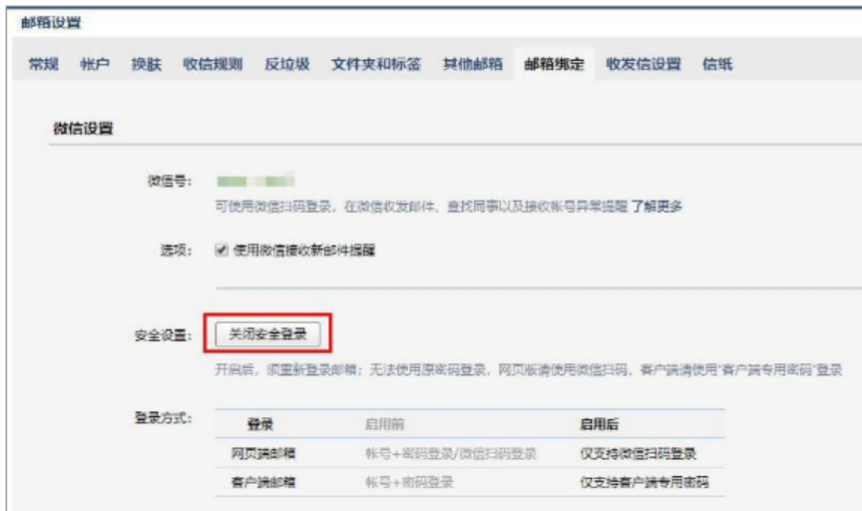 邮箱设置
常规 帐户 换肤 收信规则 反垃圾 文件夹和标签 其他邮箱 邮箱绑定 收发信设置 信纸
微信设置
微信号:
可使用微信扫码登录，在微信收发邮件、查找同事以及接收帐号异常提醒 了解更多
选项: 使用微信接收新邮件提醒
安全设置: 关闭安全登录
开启后，须重新登录邮箱；无法使用原密码登录，网页版请使用微信扫码，客户端请使用“客户端专用密码”登录
登录方式: 登录 启用前 启用后
网页端邮箱 帐号+密码登录/微信扫码登录 仅支持微信扫码登录
客户端邮箱 帐号+密码登录 仅支持客户端专用密码